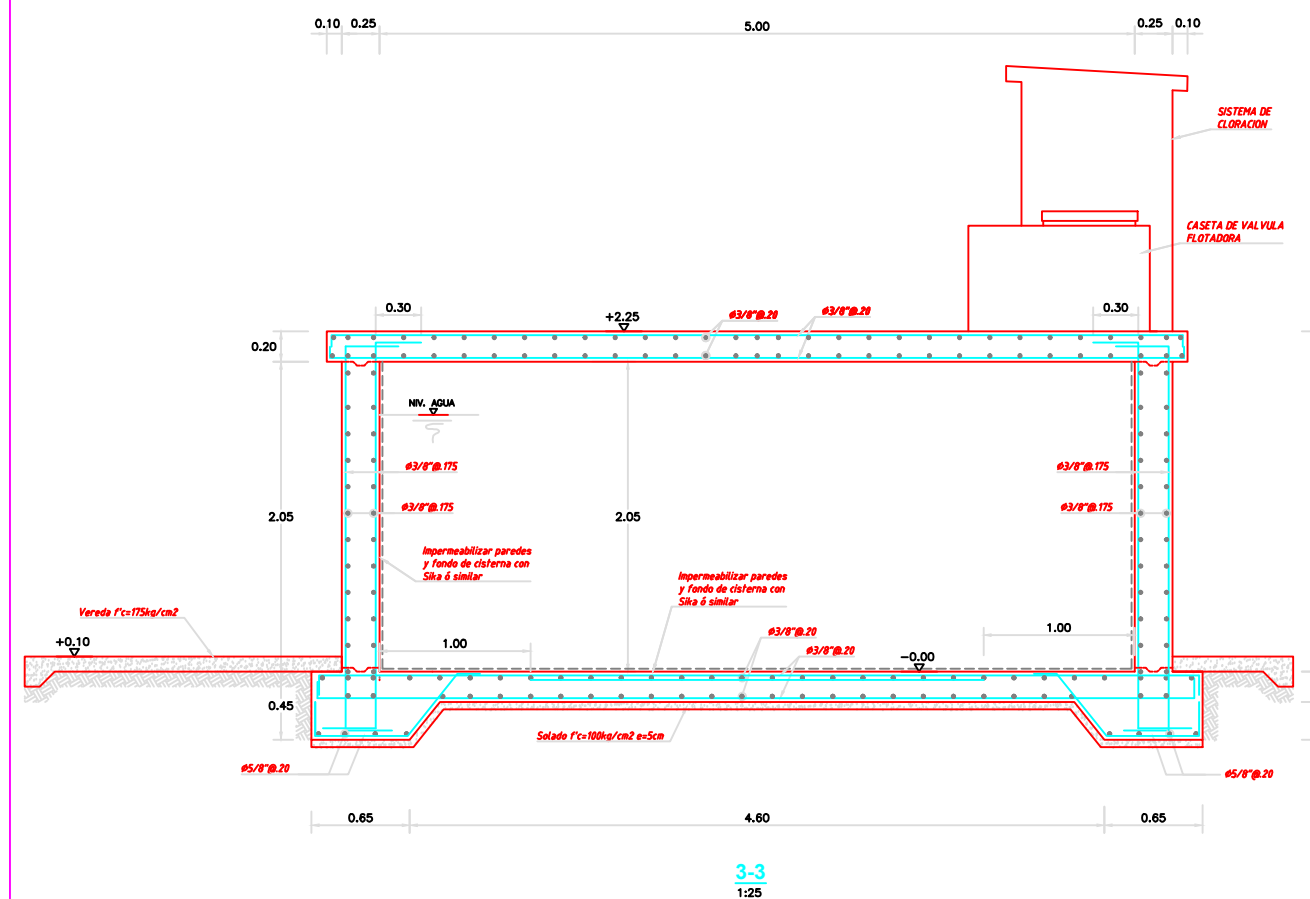 0.10 0.25 5.00 0.25 0.10
SISTEMA DE
CLORACION
CASETA DE VALVULA
FLOTADORA
0.30 +2.25 Ø3/8"@.20 Ø3/8"@.20 0.30
0.20
NIV. AGUA
Ø3/8"@.175 Ø3/8"@.175
Ø3/8"@.175 Ø3/8"@.175
2.05 2.05
Impermeabilizar paredes
y fondo de cisterna con
Sika ó similar
Impermeabilizar paredes
y fondo de cisterna con
Sika ó similar
Vereda f'c=175kg/cm2
Ø3/8"@.20
1.00
+0.10 1.00 Ø3/8"@.20 -0.00
0.45
Solado f'c=100kg/cm2 e=5cm
Ø5/8"@.20 Ø5/8"@.20
0.65 4.60 0.65
3-3
1:25